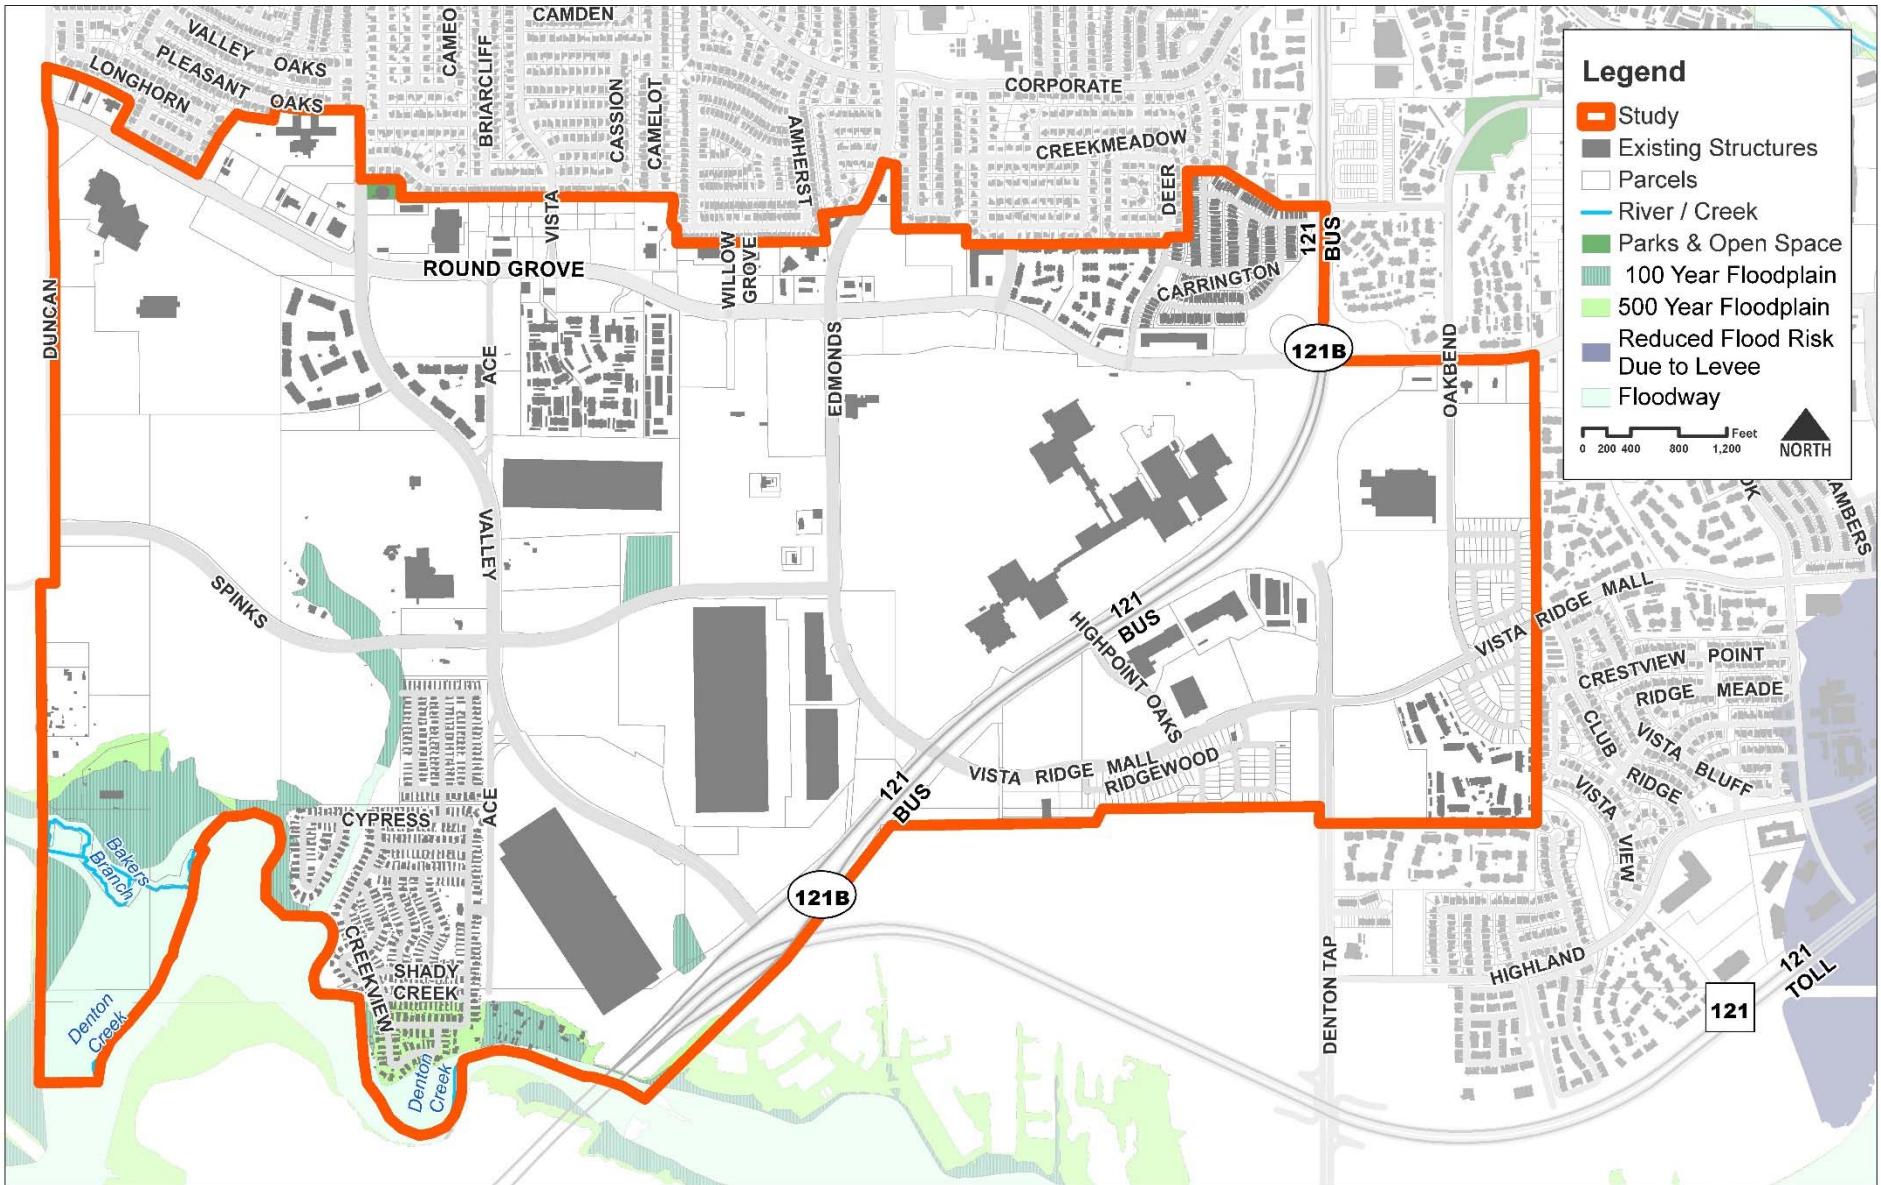 CAMDEN
VALLEY OAKS
CAMEO
PLEASANT OAKS
BRIARCLIFF
LONGHORN
CASSION
CAMELOT
AMHERST
CORPORATE
CREEKMEADOW
DEER
121
BUS
VISTA
WILLOW
GROVE
ROUND GROVE
CARRINGTON
DUNCAN
ACE
EDMONDS
121B
OAKBEND
Legend
Study
Existing Structures
Parcels
River / Creek
Parks & Open Space
100 Year Floodplain
500 Year Floodplain
Reduced Flood Risk
Due to Levee
Floodway
Feet
0 200 400 800 1,200
NORTH
VALLEY
SPINKS
121
BUS
HIGHPOINT OAKS
VISTA RIDGE MALL
CRESTVIEW POINT
RIDGE MEADE
CLUB RIDGE
VISTA BLUFF
VISTA VIEW
VISTA RIDGE MALL
RIDGEWOOD
121
BUS
ACE
CYPRESS
Bakers
Branch
121B
CREEKVIEW
SHADY
CREEK
Denton
Creek
Denton
Creek
DENTON TAP
HIGHLAND
121
121
TOLL